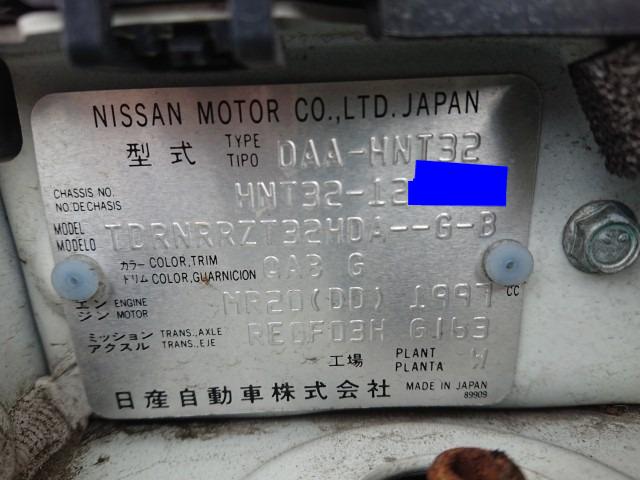 NISSAN MOTOR CO.,LTD. JAPAN
型式 TYPE TIPO DAA-HNT32
CHASSIS NO. NO.DE CHASIS HNT32-12
MODEL MODELO TDRNRRZT32HDA--G-B
カラー トリム COLOR,TRIM COLOR,GUARNICION QAB G
エンジン ENGINE MOTOR MR20(DD) 1997 CC
ミッション アクスル TRANS.,AXLE TRANS.,EJE RE0F03H G163
工場 PLANT PLANTA W
日産自動車株式会社 MADE IN JAPAN
89909